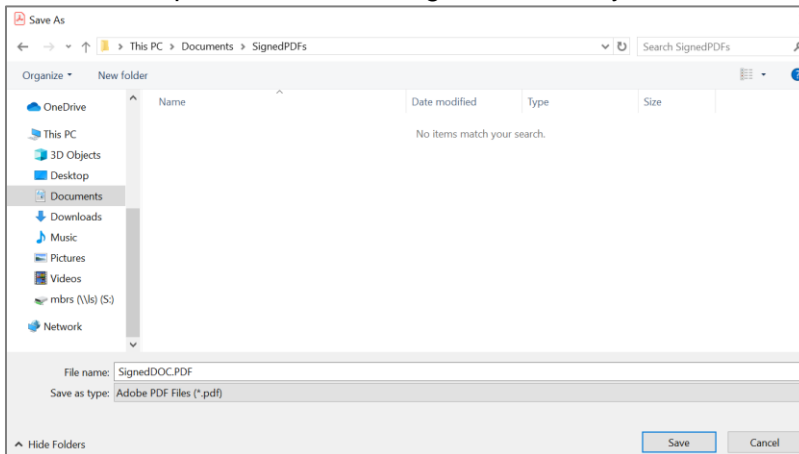 Save As
This PC > Documents > SignedPDFs
Search SignedPDFs
Organize
New folder
Name
Date modified
Type
Size
No items match your search.
OneDrive
This PC
3D Objects
Desktop
Documents
Downloads
Music
Pictures
Videos
mbrs (\\ls) (S:)
Network
File name: SignedDOC.PDF
Save as type: Adobe PDF Files (*.pdf)
Hide Folders
Save
Cancel